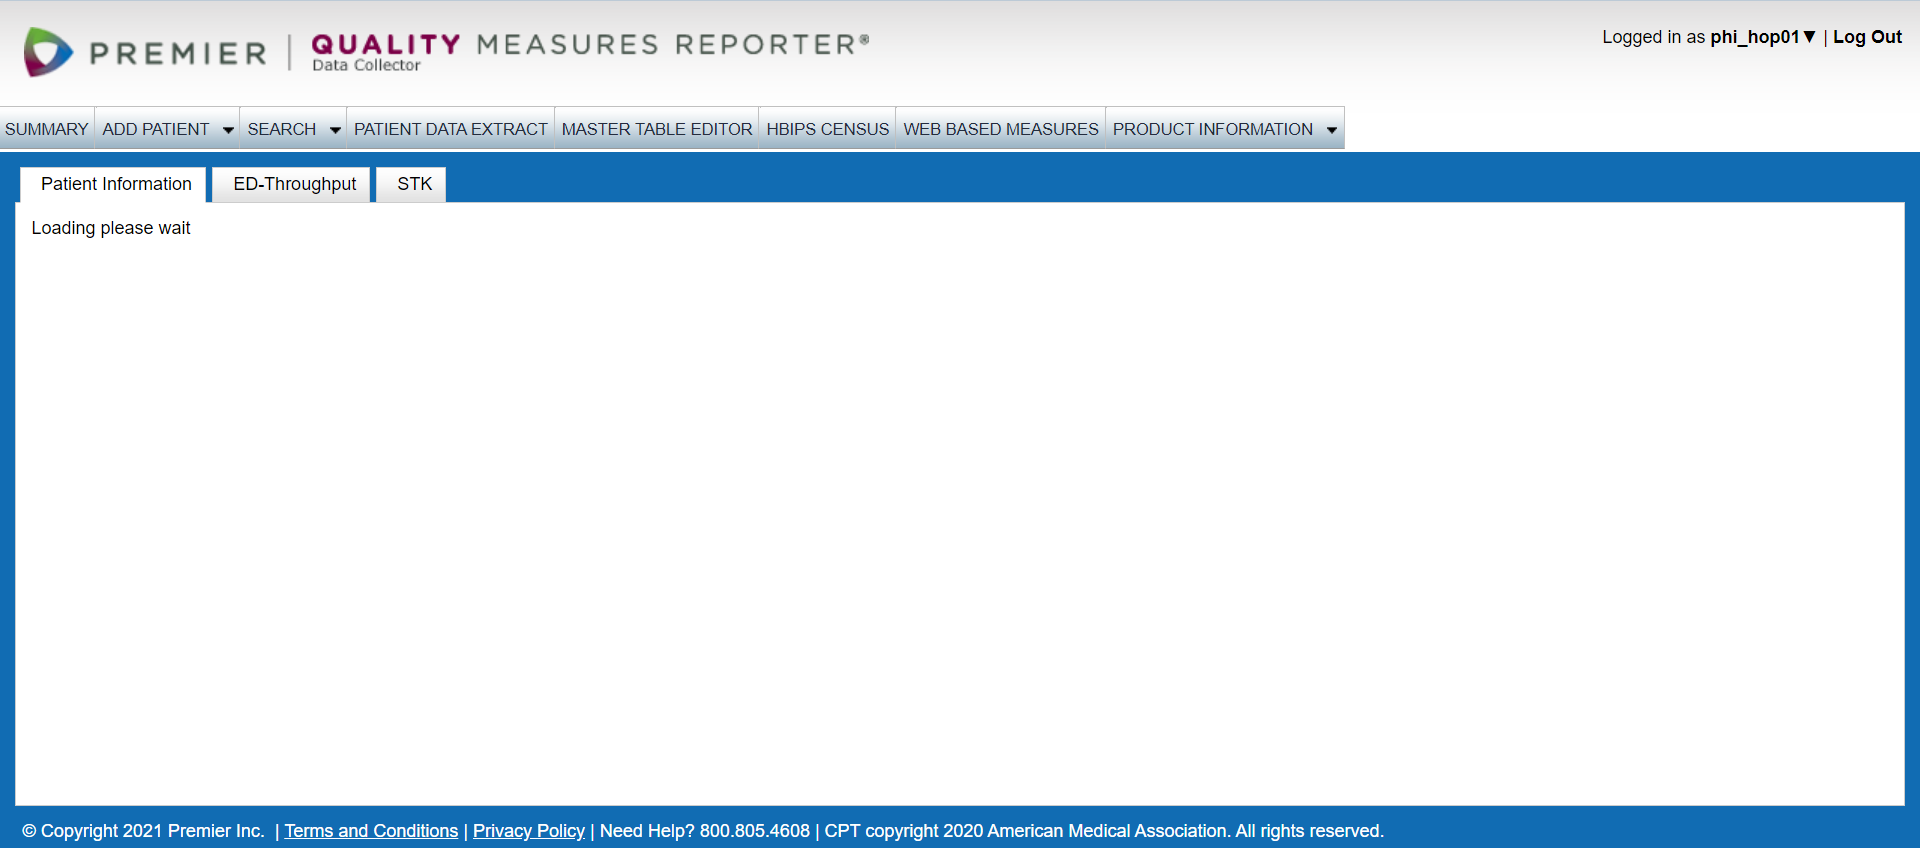 PREMIER | QUALITY MEASURES REPORTER®
Data Collector
Logged in as phi_hop01▼ | Log Out
SUMMARY ADD PATIENT ▼ SEARCH ▼ PATIENT DATA EXTRACT MASTER TABLE EDITOR HBIPS CENSUS WEB BASED MEASURES PRODUCT INFORMATION ▼
Patient Information ED-Throughput STK
Loading please wait
© Copyright 2021 Premier Inc. | Terms and Conditions | Privacy Policy | Need Help? 800.805.4608 | CPT copyright 2020 American Medical Association. All rights reserved.